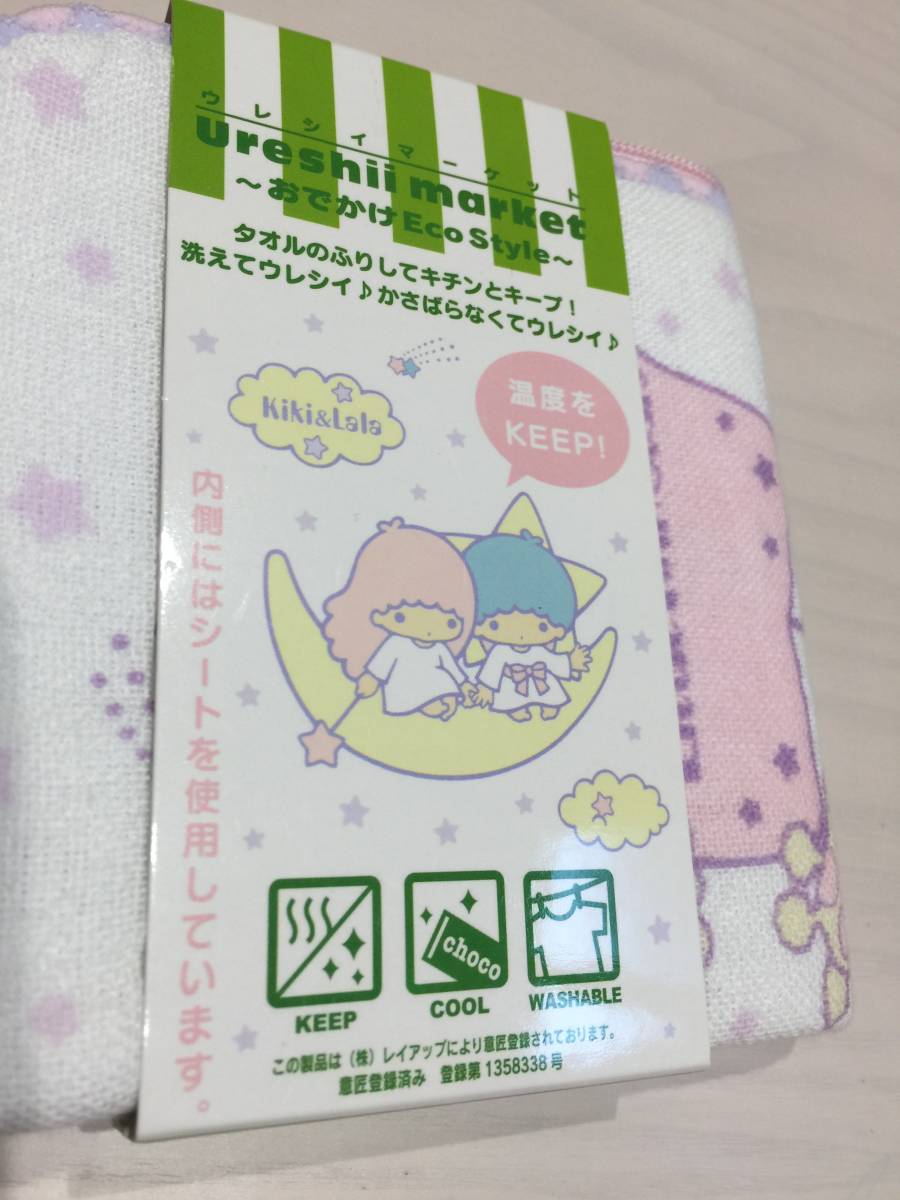 ウレシイマーケット
Ureshii market
～おでかけEco Style～
タオルのふりしてキチンとキープ!
洗えてウレシイ♪かさばらなくてウレシイ♪
Kiki&Lala
温度を
KEEP!
内側にはシートを使用しています。
choco
KEEP
COOL
WASHABLE
この製品は(株)レイアップにより意匠登録されております。
意匠登録済み 登録第1358338号